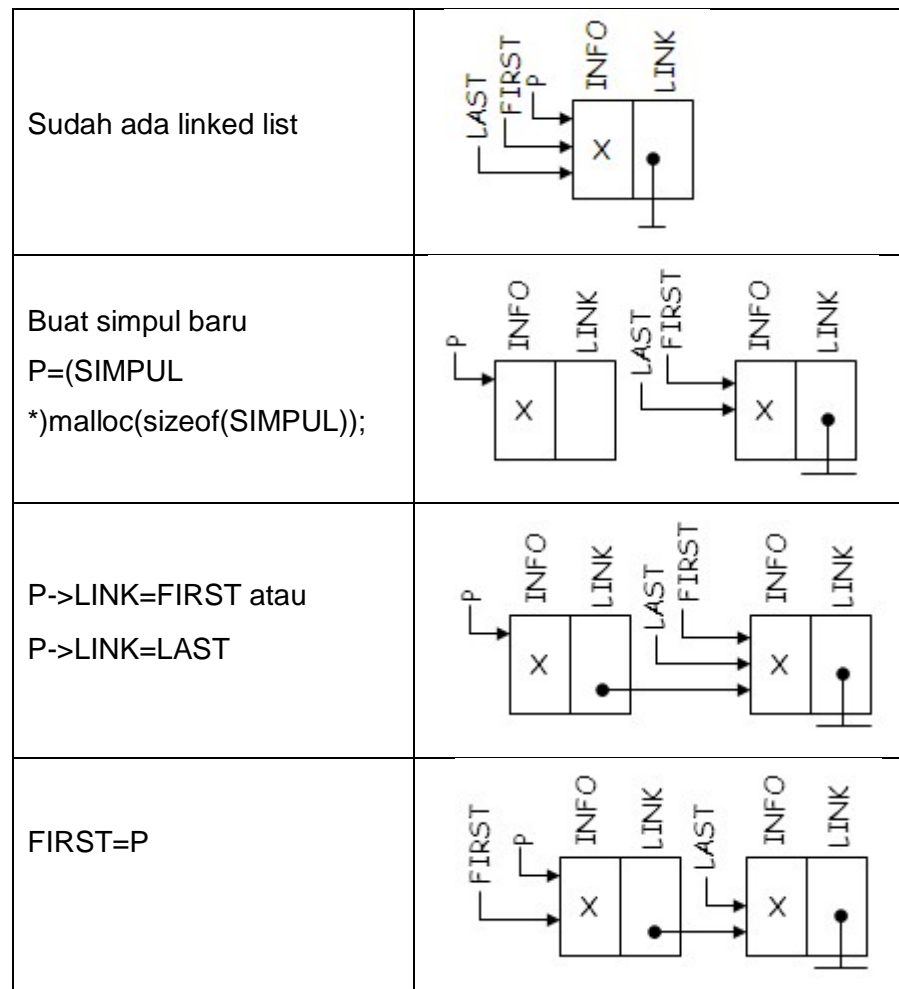 Sudah ada linked list
LAST
FIRST
P
INFO
LINK
X
Buat simpul baru
P=(SIMPUL
*)malloc(sizeof(SIMPUL));
P
INFO
LINK
LAST
FIRST
INFO
LINK
X
X
P->LINK=FIRST atau
P->LINK=LAST
P
INFO
LINK
LAST
FIRST
INFO
LINK
X
X
FIRST=P
FIRST
P
INFO
LINK
LAST
INFO
LINK
X
X